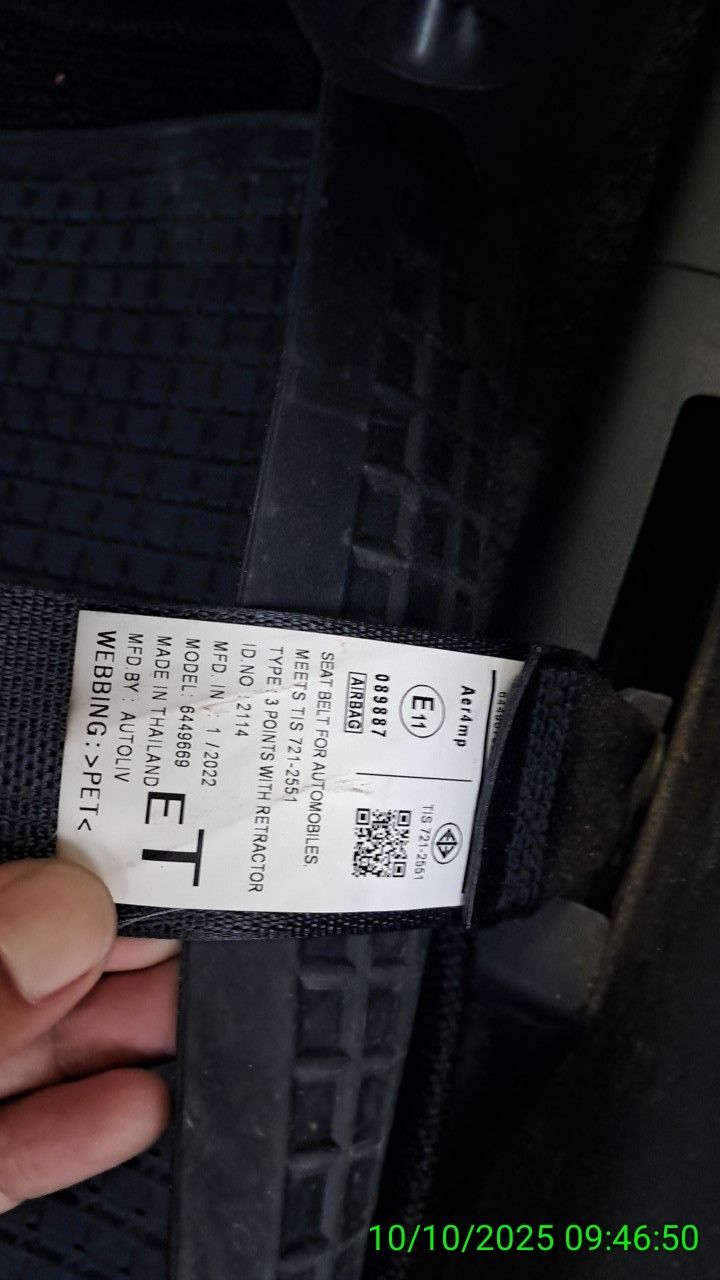 Aer4mp
E11
089887
AIRBAG
TIS 721-2551
SEAT BELT FOR AUTOMOBILES.
MEETS TIS 721-2551
TYPE : 3 POINTS WITH RETRACTOR
ID.NO : 2114
MFD. IN : 1 / 2022
MODEL: 6449669
MADE IN THAILAND
MFD.BY : AUTOLIV
ET
WEBBING : >PET<
10/10/2025 09:46:50